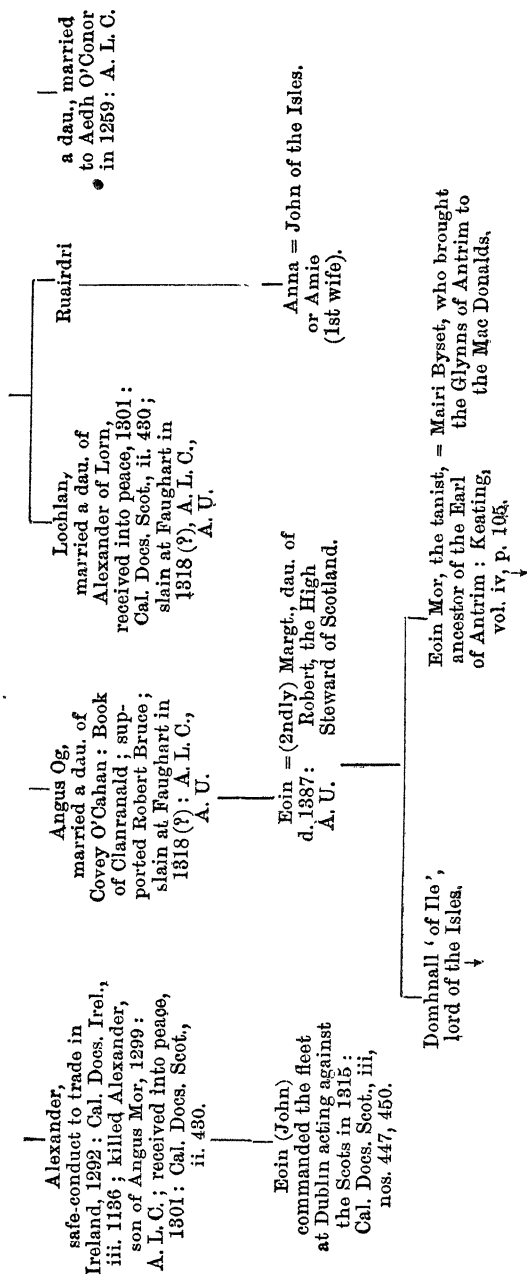 Alexander,
safe-conduct to trade in
Ireland, 1292 : Cal. Docs. Irel.,
iii. 1136 ; killed Alexander,
son of Angus Mor, 1299 :
A. L. C. ; received into peace,
1301 : Cal. Docs. Scot.,
ii. 430.
Angus Og,
married a dau. of
Covey O'Cahan : Book
of Clanranald ; sup-
ported Robert Bruce ;
slain at Faughart in
1318 (?) : A. L. C.,
A. U.
Lochlan,
married a dau. of
Alexander of Lorn,
received into peace, 1301 :
Cal. Docs. Scot., ii. 430 ;
slain at Faughart in
1318 (?), A. L. C.,
A. U.
Ruairdri
a dau., married
to Aedh O'Conor
in 1259 : A. L. C.
Eoin (John)
commanded the fleet
at Dublin acting against
the Scots in 1315 :
Cal. Docs. Scot., iii,
nos. 447, 450.
Eoin = (2ndly) Margt., dau. of
d. 1387 : Robert, the High
A. U. Steward of Scotland.
Anna = John of the Isles.
or Amie
(1st wife).
Domhnall ‘ of Ile ’,
lord of the Isles.
Eoin Mor, the tanist, = Mairi Byset, who brought
ancestor of the Earl the Glynns of Antrim to
of Antrim : Keating, the Mac Donalds.
vol. iv, p. 105.